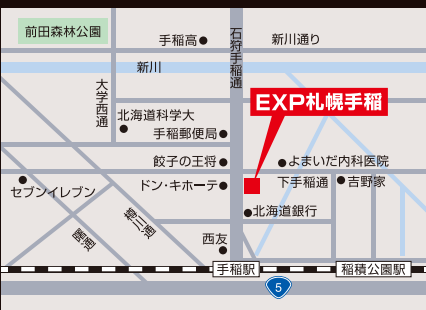 前田森林公園
手稲高
石狩手稲通
新川通り
新川
大学西通
EXP札幌手稲
北海道科学大
手稲郵便局
餃子の王将
よまいだ内科医院
セブンイレブン
ドン・キホーテ
下手稲通
吉野家
樽川通
北海道銀行
西友
手稲駅
稲積公園駅
5